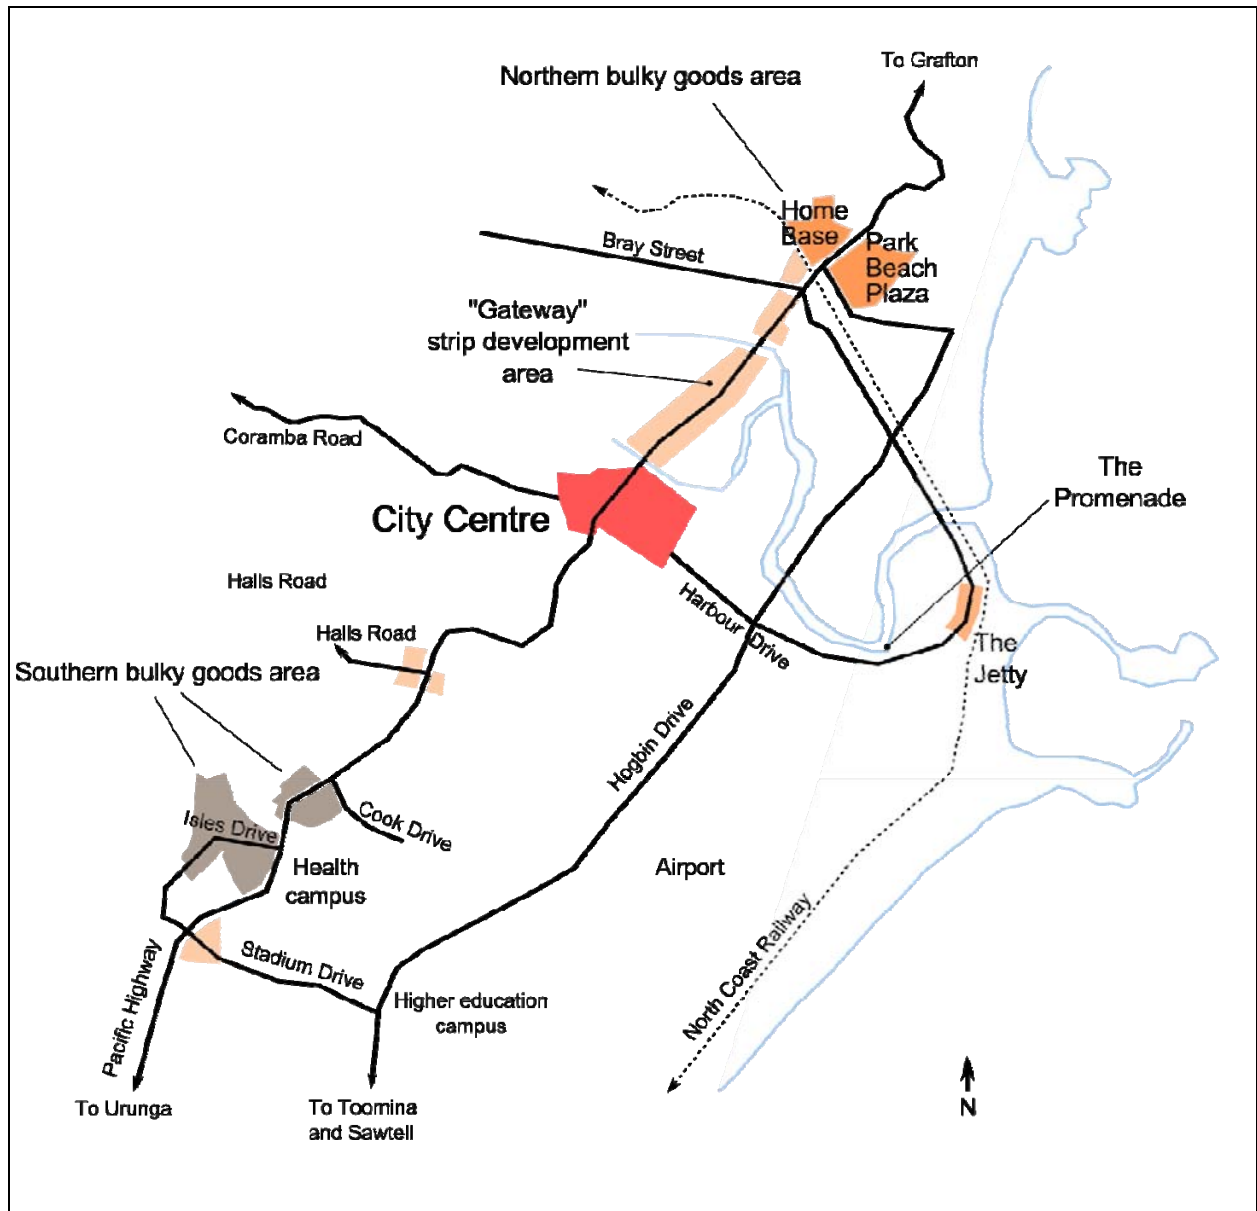 To Grafton
Northern bulky goods area
Home
Base
Park
Beach
Plaza
Bray Street
"Gateway"
strip development
area
Coramba Road
The
Promenade
City Centre
Halls Road
Harbour Drive
Halls Road
The
Jetty
Southern bulky goods area
Hogbin Drive
Isles Drive
Cook Drive
Health
campus
Airport
Stadium Drive
North Coast Railway
Pacific Highway
Higher education
campus
To Urunga
To Toormina
and Sawtell
N